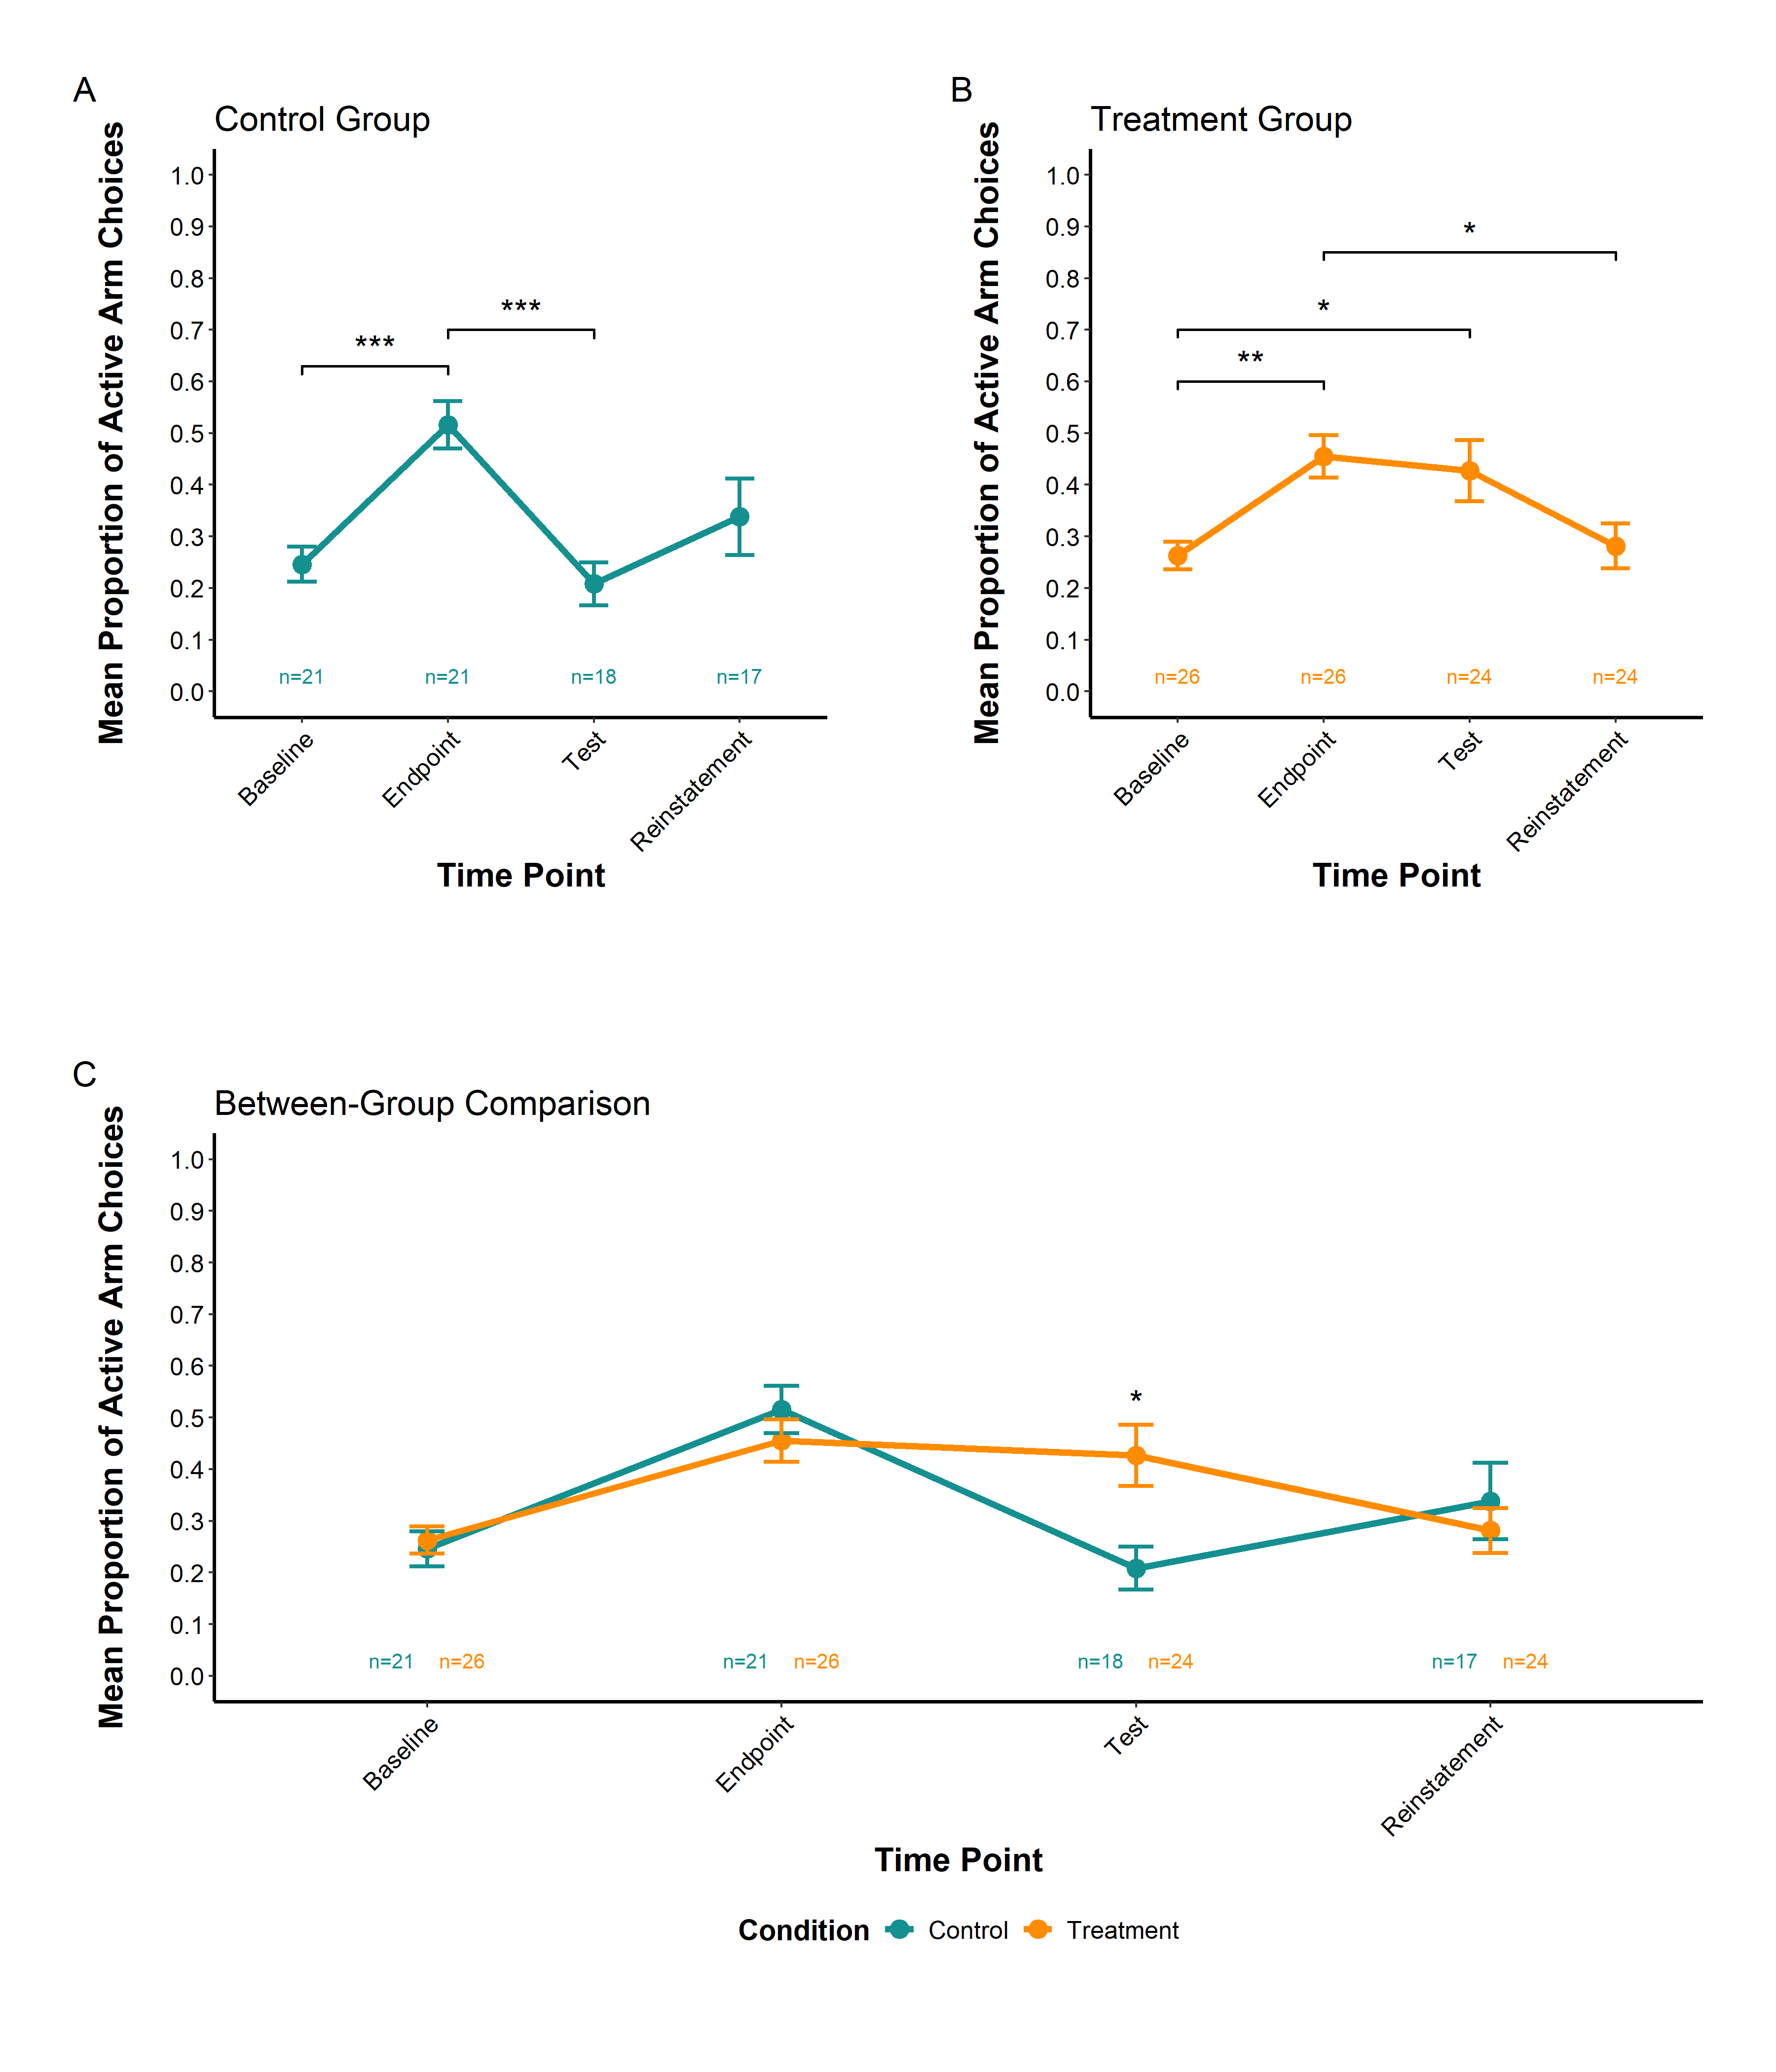 A
Control Group
Mean Proportion of Active Arm Choices
1.0
0.9
0.8
0.7
0.6
0.5
0.4
0.3
0.2
0.1
0.0
***
***
n=21
n=21
n=18
n=17
Baseline
Endpoint
Test
Reinstatement
Time Point
B
Treatment Group
Mean Proportion of Active Arm Choices
1.0
0.9
0.8
0.7
0.6
0.5
0.4
0.3
0.2
0.1
0.0
*
*
**
n=26
n=26
n=24
n=24
Baseline
Endpoint
Test
Reinstatement
Time Point
C
Between-Group Comparison
Mean Proportion of Active Arm Choices
1.0
0.9
0.8
0.7
0.6
0.5
0.4
0.3
0.2
0.1
0.0
*
n=21 n=26
n=21 n=26
n=18 n=24
n=17 n=24
Baseline
Endpoint
Test
Reinstatement
Time Point
Condition Control Treatment